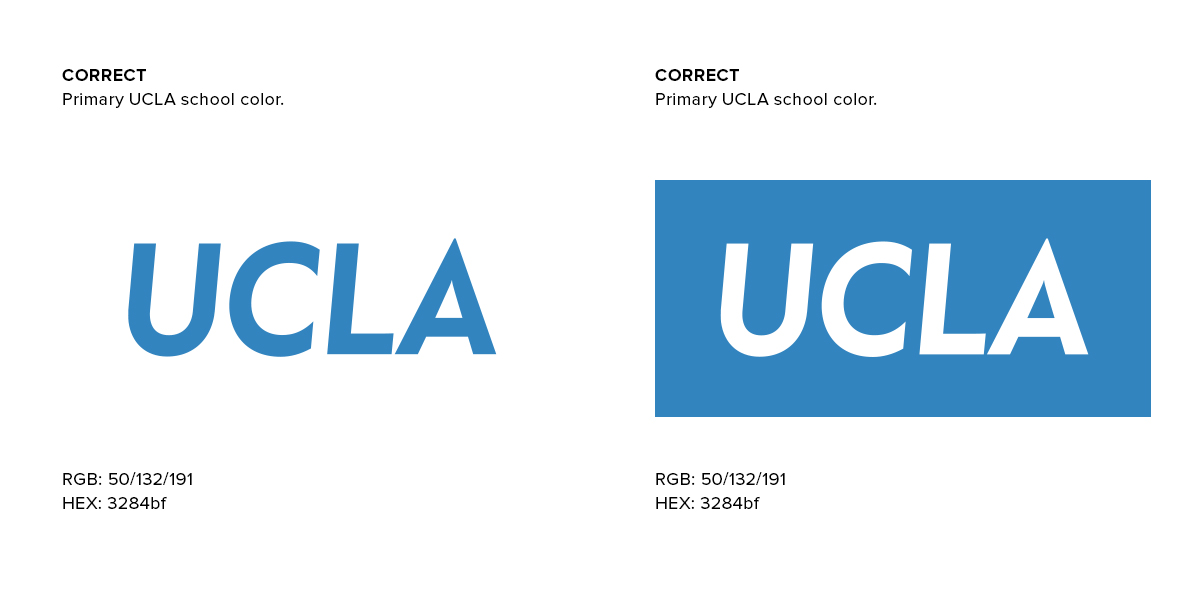 CORRECT
Primary UCLA school color.
UCLA
RGB: 50/132/191
HEX: 3284bf
CORRECT
Primary UCLA school color.
UCLA
RGB: 50/132/191
HEX: 3284bf